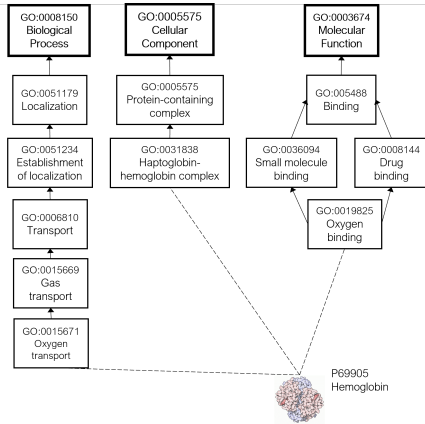 GO:0008150
Biological
Process
GO:0005575
Cellular
Component
GO:0003674
Molecular
Function
GO:0051179
Localization
GO:0005575
Protein-containing
complex
GO:005488
Binding
GO:0051234
Establishment
of localization
GO:0031838
Haptoglobin-
hemoglobin complex
GO:0036094
Small molecule
binding
GO:0008144
Drug
binding
GO:0006810
Transport
GO:0019825
Oxygen
binding
GO:0015669
Gas
transport
GO:0015671
Oxygen
transport
P69905
Hemoglobin